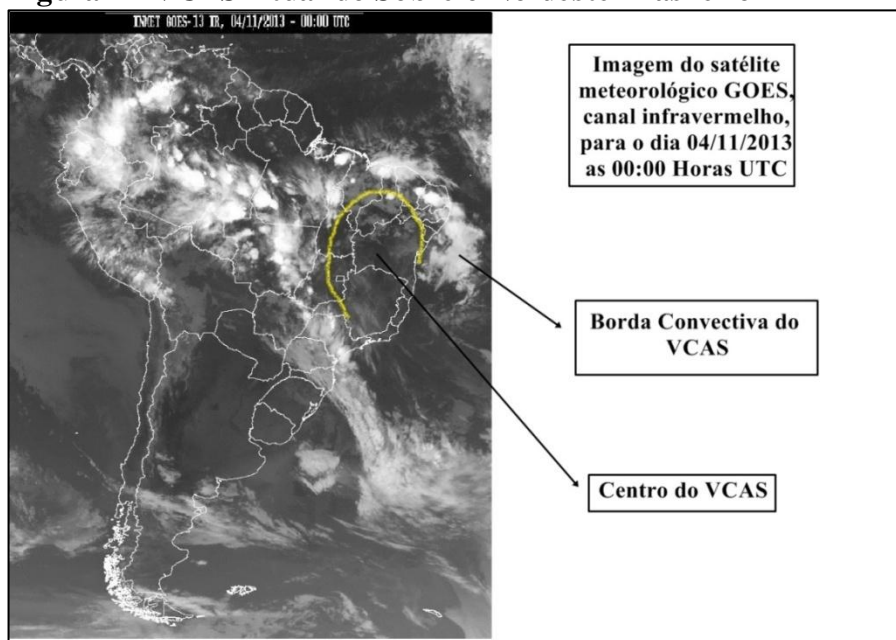 INMET GOES-13 IR, 04/11/2013 - 00:00 UTC
Imagem do satélite
meteorológico GOES,
canal infravermelho,
para o dia 04/11/2013
as 00:00 Horas UTC
Borda Convectiva do
VCAS
Centro do VCAS